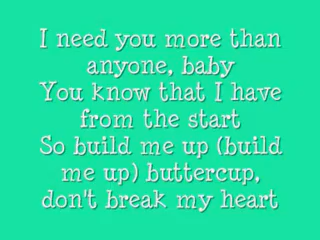 I need you more than
anyone, baby
You know that I have
from the start
So build me up (build
me up) buttercup,
don't break my heart